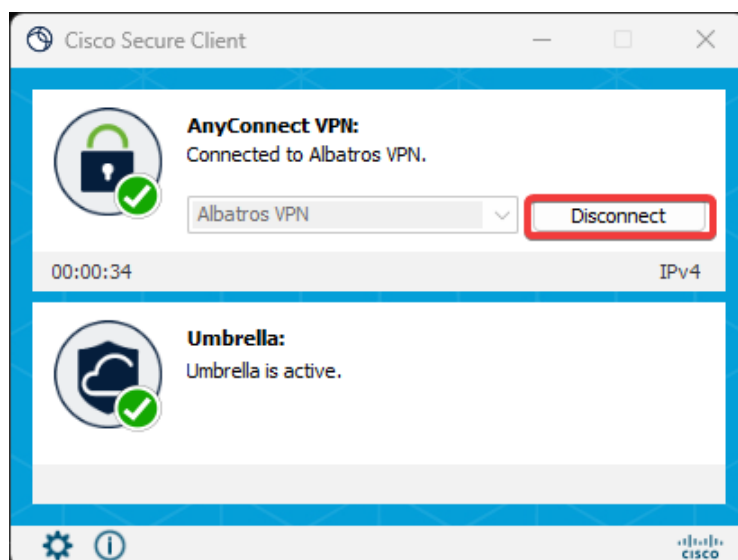 Cisco Secure Client
AnyConnect VPN:
Connected to Albatros VPN.
Albatros VPN
Disconnect
00:00:34
IPv4
Umbrella:
Umbrella is active.
cisco